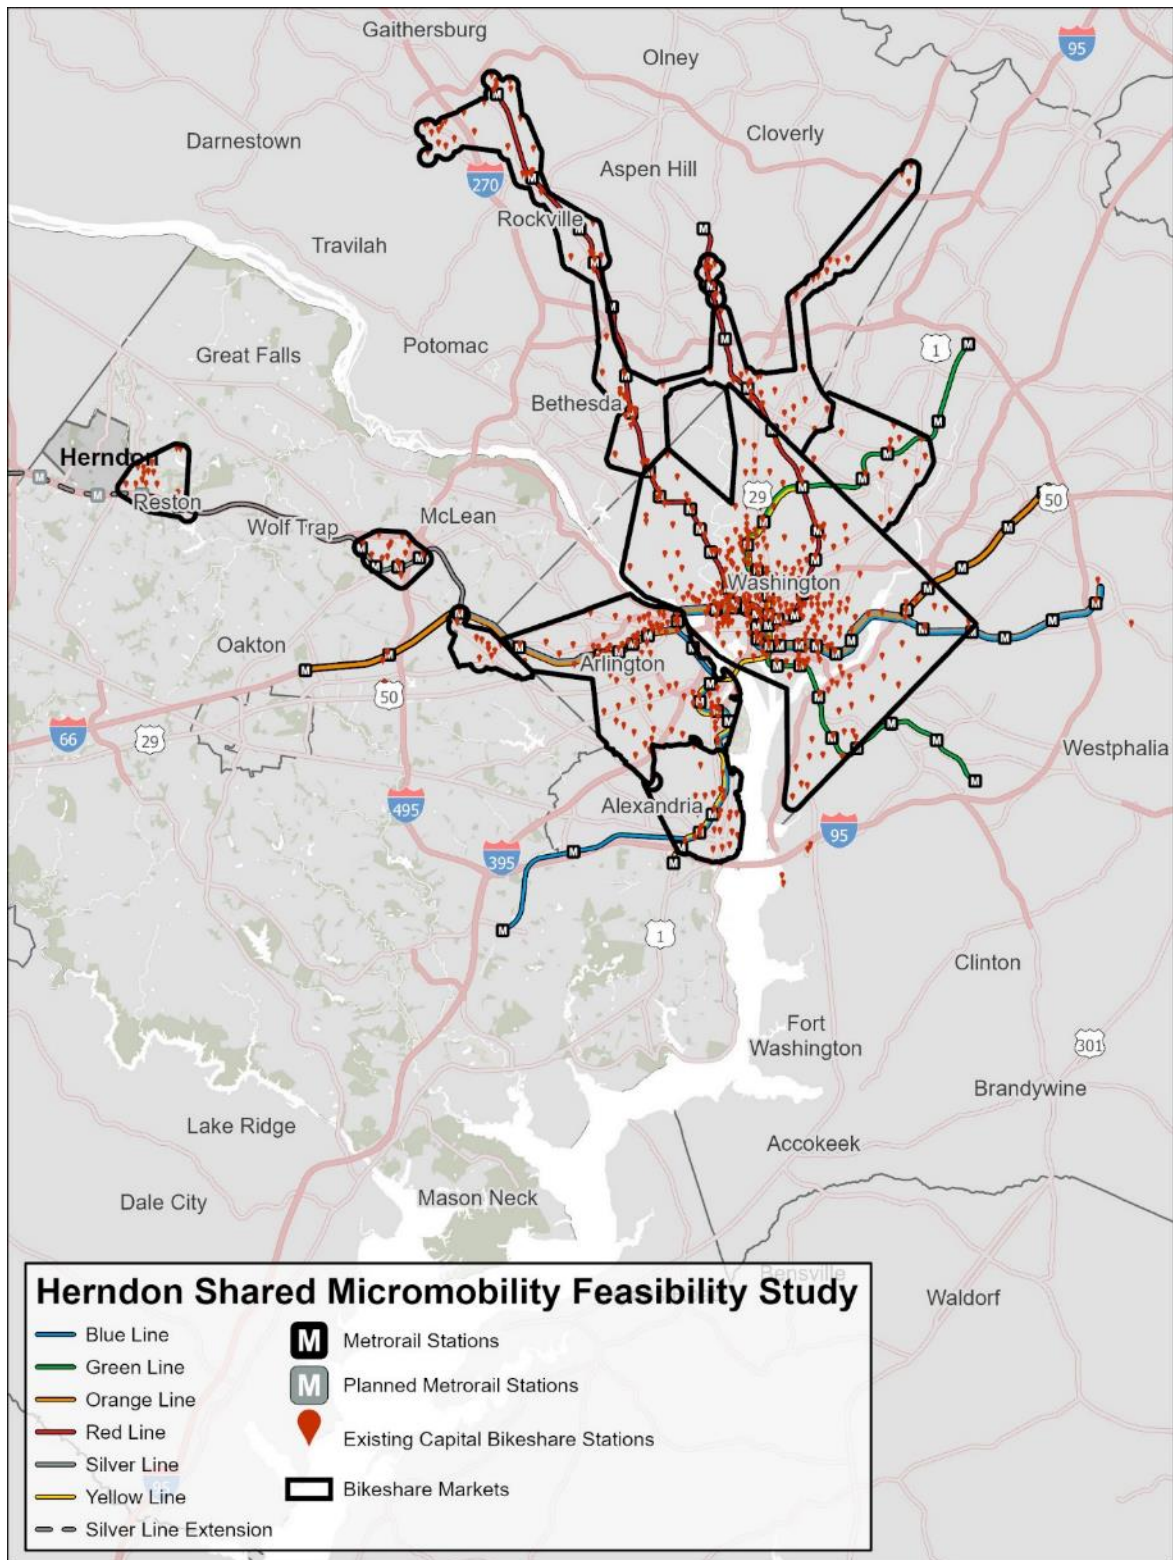 Gaithersburg
Olney
95
Darnestown
Cloverly
Aspen Hill
270
Rockville
Travilah
Great Falls
Potomac
1
Bethesda
Herndon
Reston
Wolf Trap
McLean
29
50
Washington
Oakton
Arlington
50
66
29
Westphalia
495
Alexandria
95
395
1
Clinton
Fort
Washington
301
Brandywine
Lake Ridge
Accokeek
Dale City
Mason Neck
Bensville
Waldorf
Herndon Shared Micromobility Feasibility Study
Blue Line
Green Line
Orange Line
Red Line
Silver Line
Yellow Line
Silver Line Extension
M Metrorail Stations
M Planned Metrorail Stations
Existing Capital Bikeshare Stations
Bikeshare Markets
95